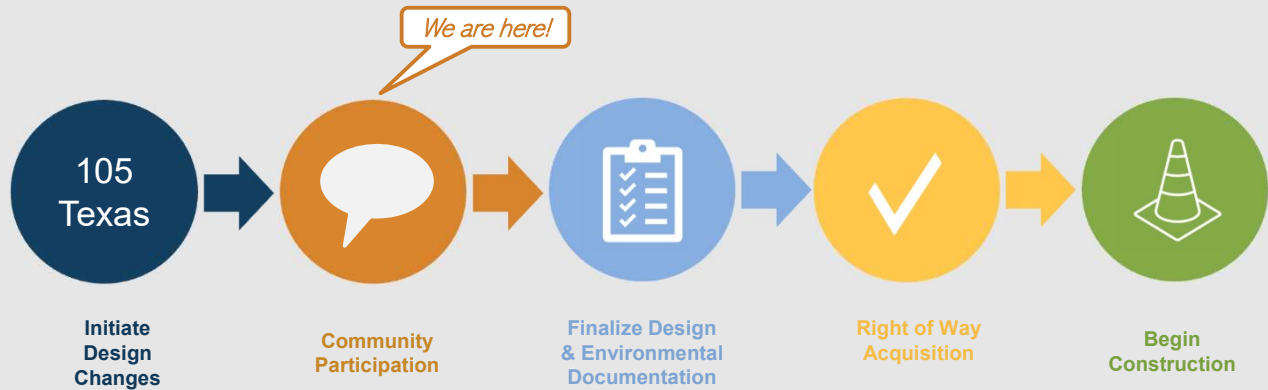 We are here!
105
Texas
Initiate
Design
Changes
Community
Participation
Finalize Design
& Environmental
Documentation
Right of Way
Acquisition
Begin
Construction